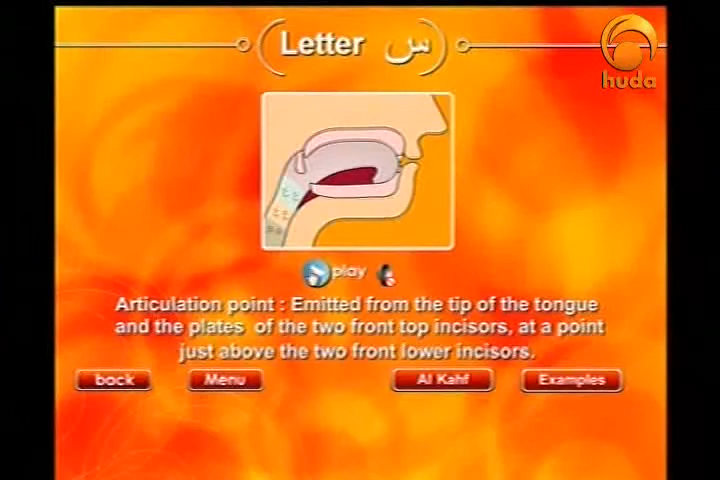 Letter س
huda
play
Articulation point : Emitted from the tip of the tongue
and the plates of the two front top incisors, at a point
just above the two front lower incisors.
back Menu Al Kahf Examples